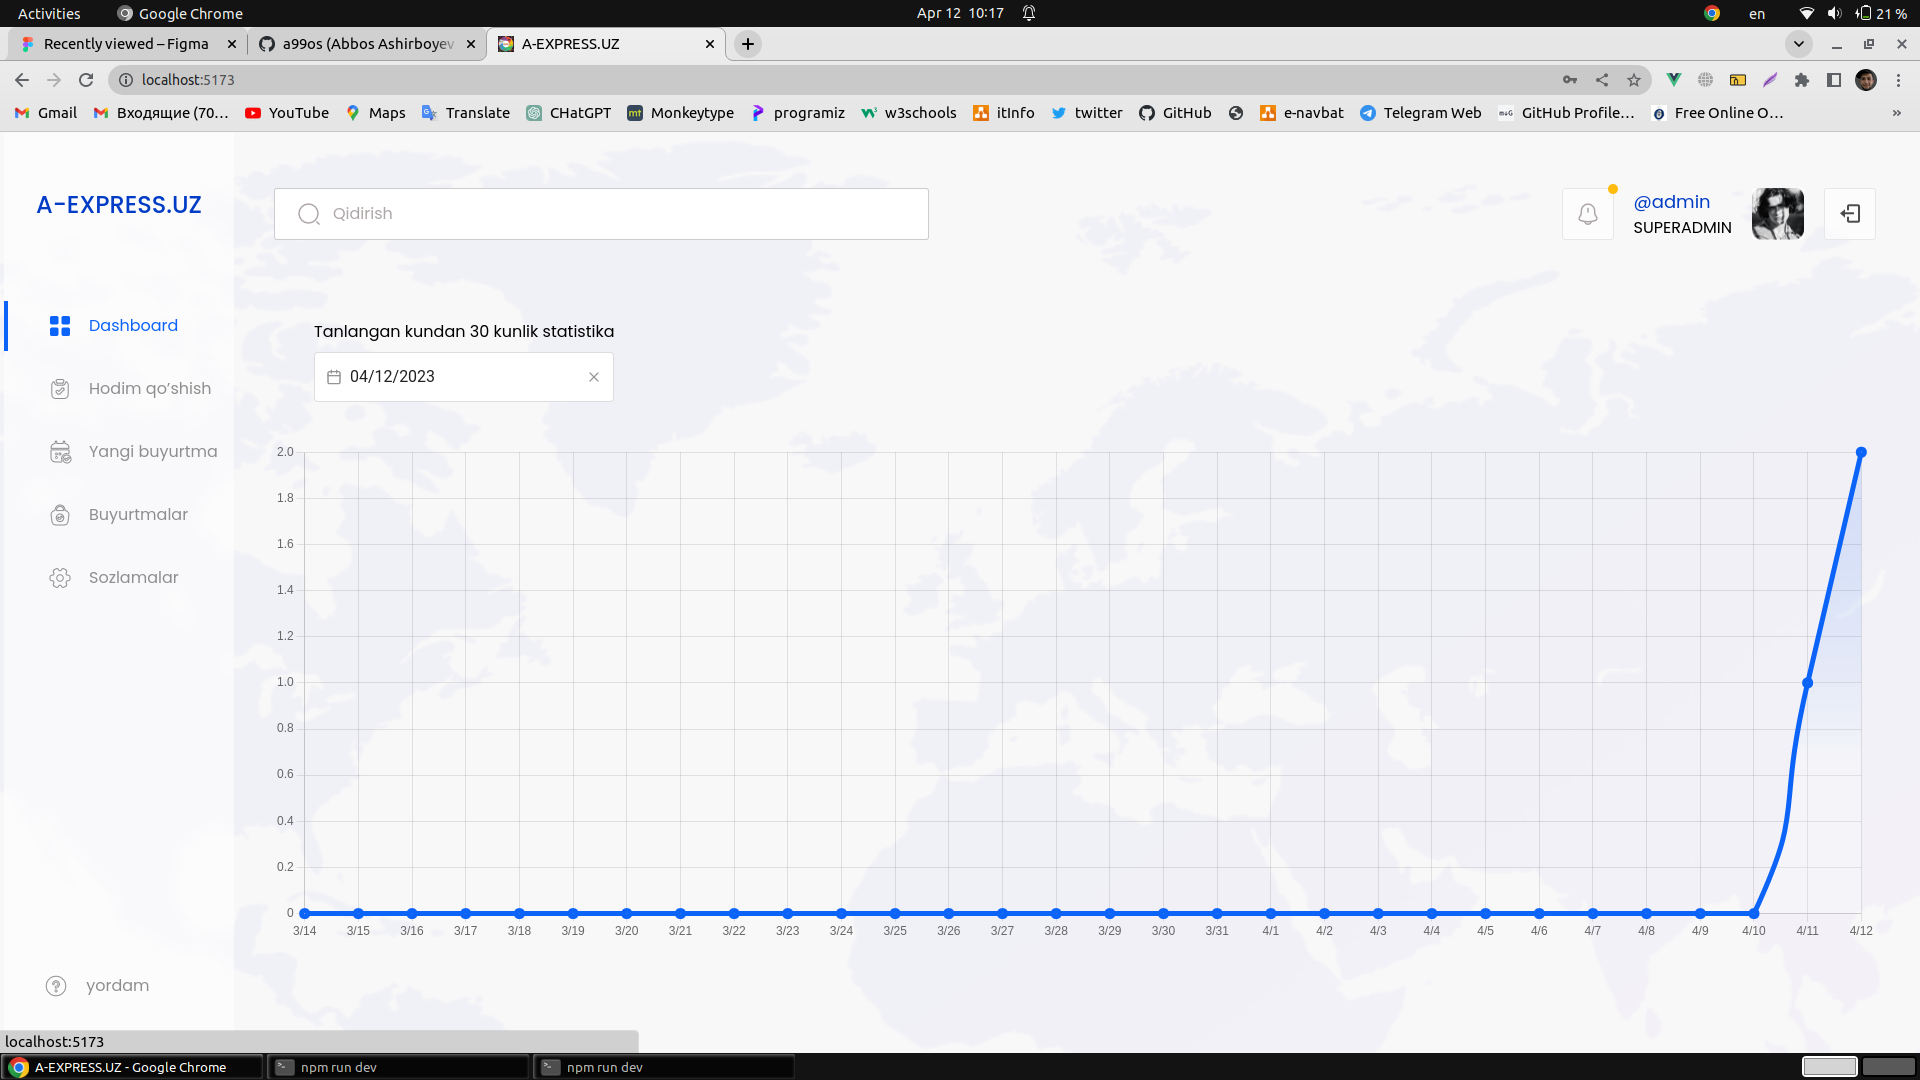 Activities Google Chrome Apr 12 10:17 en 21 %
Recently viewed – Figma a99os (Abbos Ashirboyev A-EXPRESS.UZ
localhost:5173
Gmail Входящие (70… YouTube Maps Translate CHatGPT Monkeytype programiz w3schools itInfo twitter GitHub e-navbat Telegram Web GitHub Profile… Free Online O… »
A-EXPRESS.UZ
Qidirish
@admin
SUPERADMIN
Dashboard
Hodim qo‘shish
Yangi buyurtma
Buyurtmalar
Sozlamalar
yordam
Tanlangan kundan 30 kunlik statistika
04/12/2023
2.0
1.8
1.6
1.4
1.2
1.0
0.8
0.6
0.4
0.2
0
3/14 3/15 3/16 3/17 3/18 3/19 3/20 3/21 3/22 3/23 3/24 3/25 3/26 3/27 3/28 3/29 3/30 3/31 4/1 4/2 4/3 4/4 4/5 4/6 4/7 4/8 4/9 4/10 4/11 4/12
localhost:5173
A-EXPRESS.UZ - Google Chrome npm run dev npm run dev